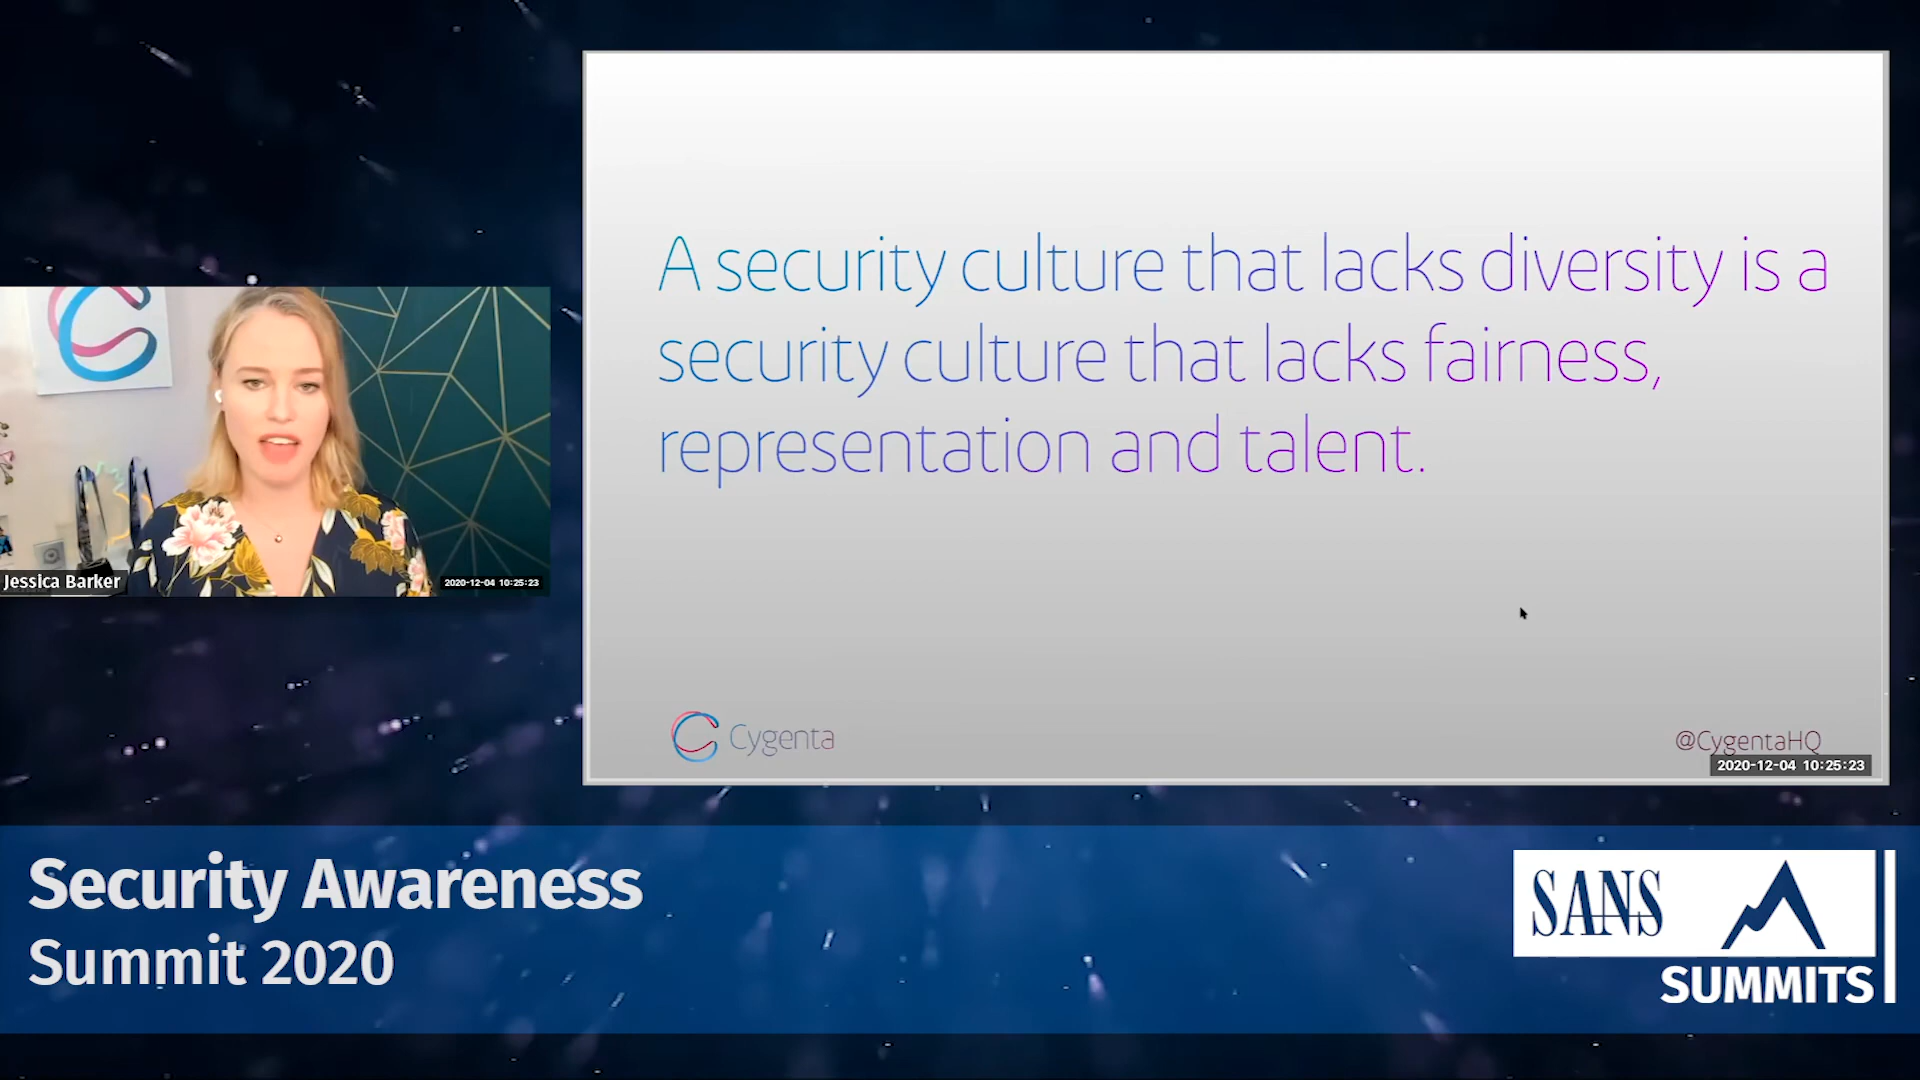 A security culture that lacks diversity is a
security culture that lacks fairness,
representation and talent.
Cygenta
@CygentaHQ
2020-12-04 10:25:23
Jessica Barker
2020-12-04 10:25:23
Security Awareness
Summit 2020
SANS
SUMMITS